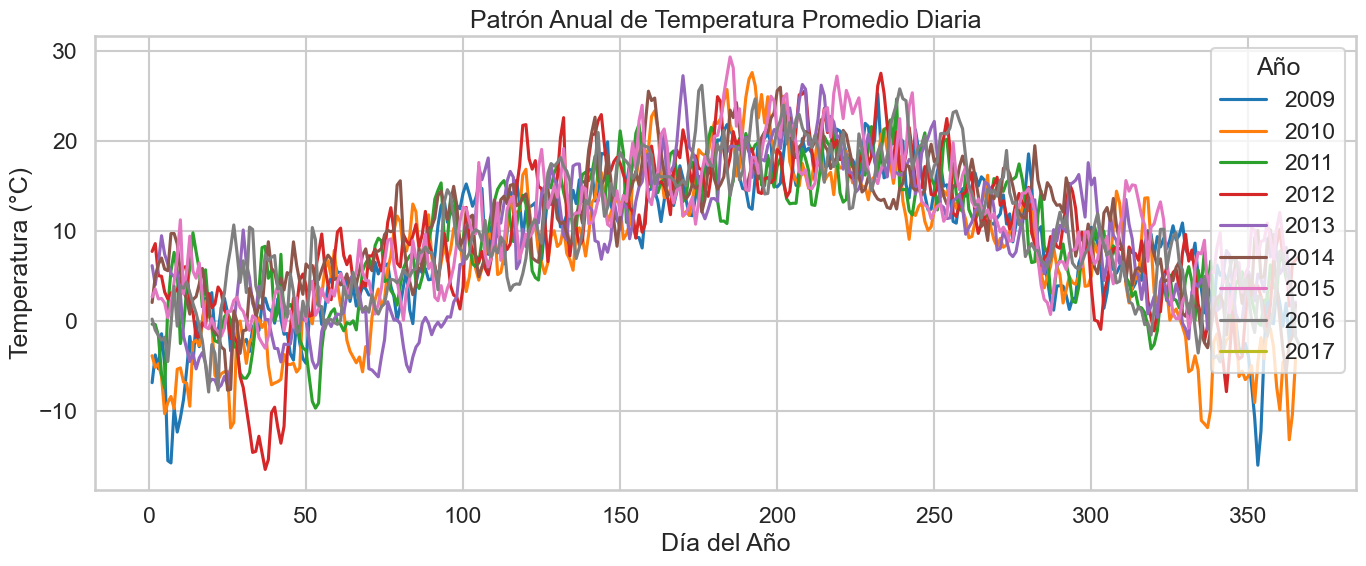 Patrón Anual de Temperatura Promedio Diaria
Temperatura (°C)
30
20
10
0
−10
0 50 100 150 200 250 300 350
Día del Año
Año
2009
2010
2011
2012
2013
2014
2015
2016
2017